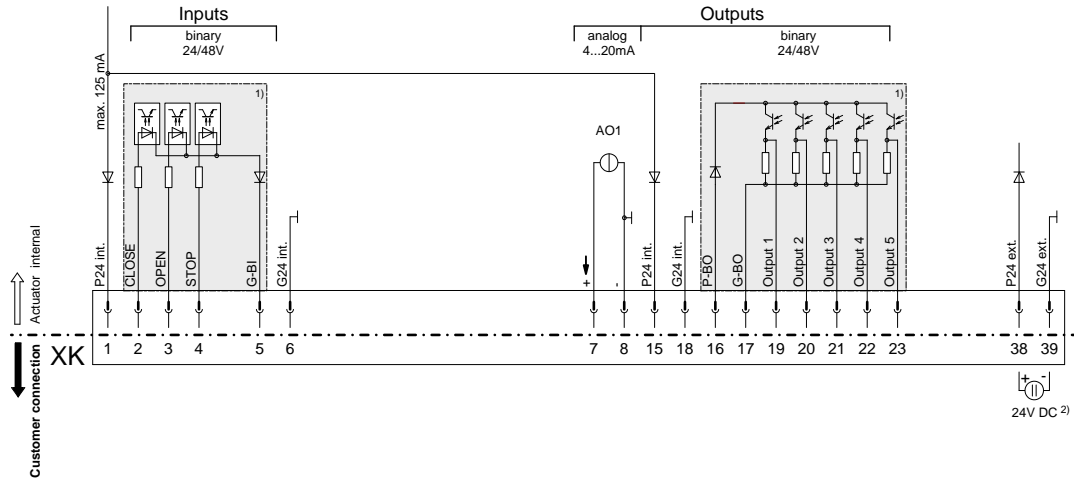 Inputs
Outputs
binary
24/48V
analog
4...20mA
binary
24/48V
max. 125 mA
1)
1)
AO1
Actuator internal
P24 int.
CLOSE
OPEN
STOP
G-BI
G24 int.
+
-
P24 int.
G24 int.
P-BO
G-BO
Output 1
Output 2
Output 3
Output 4
Output 5
P24 ext.
G24 ext.
Customer connection
XK
1 2 3 4 5 6 7 8 15 18 16 17 19 20 21 22 23 38 39
+ -
24V DC 2)